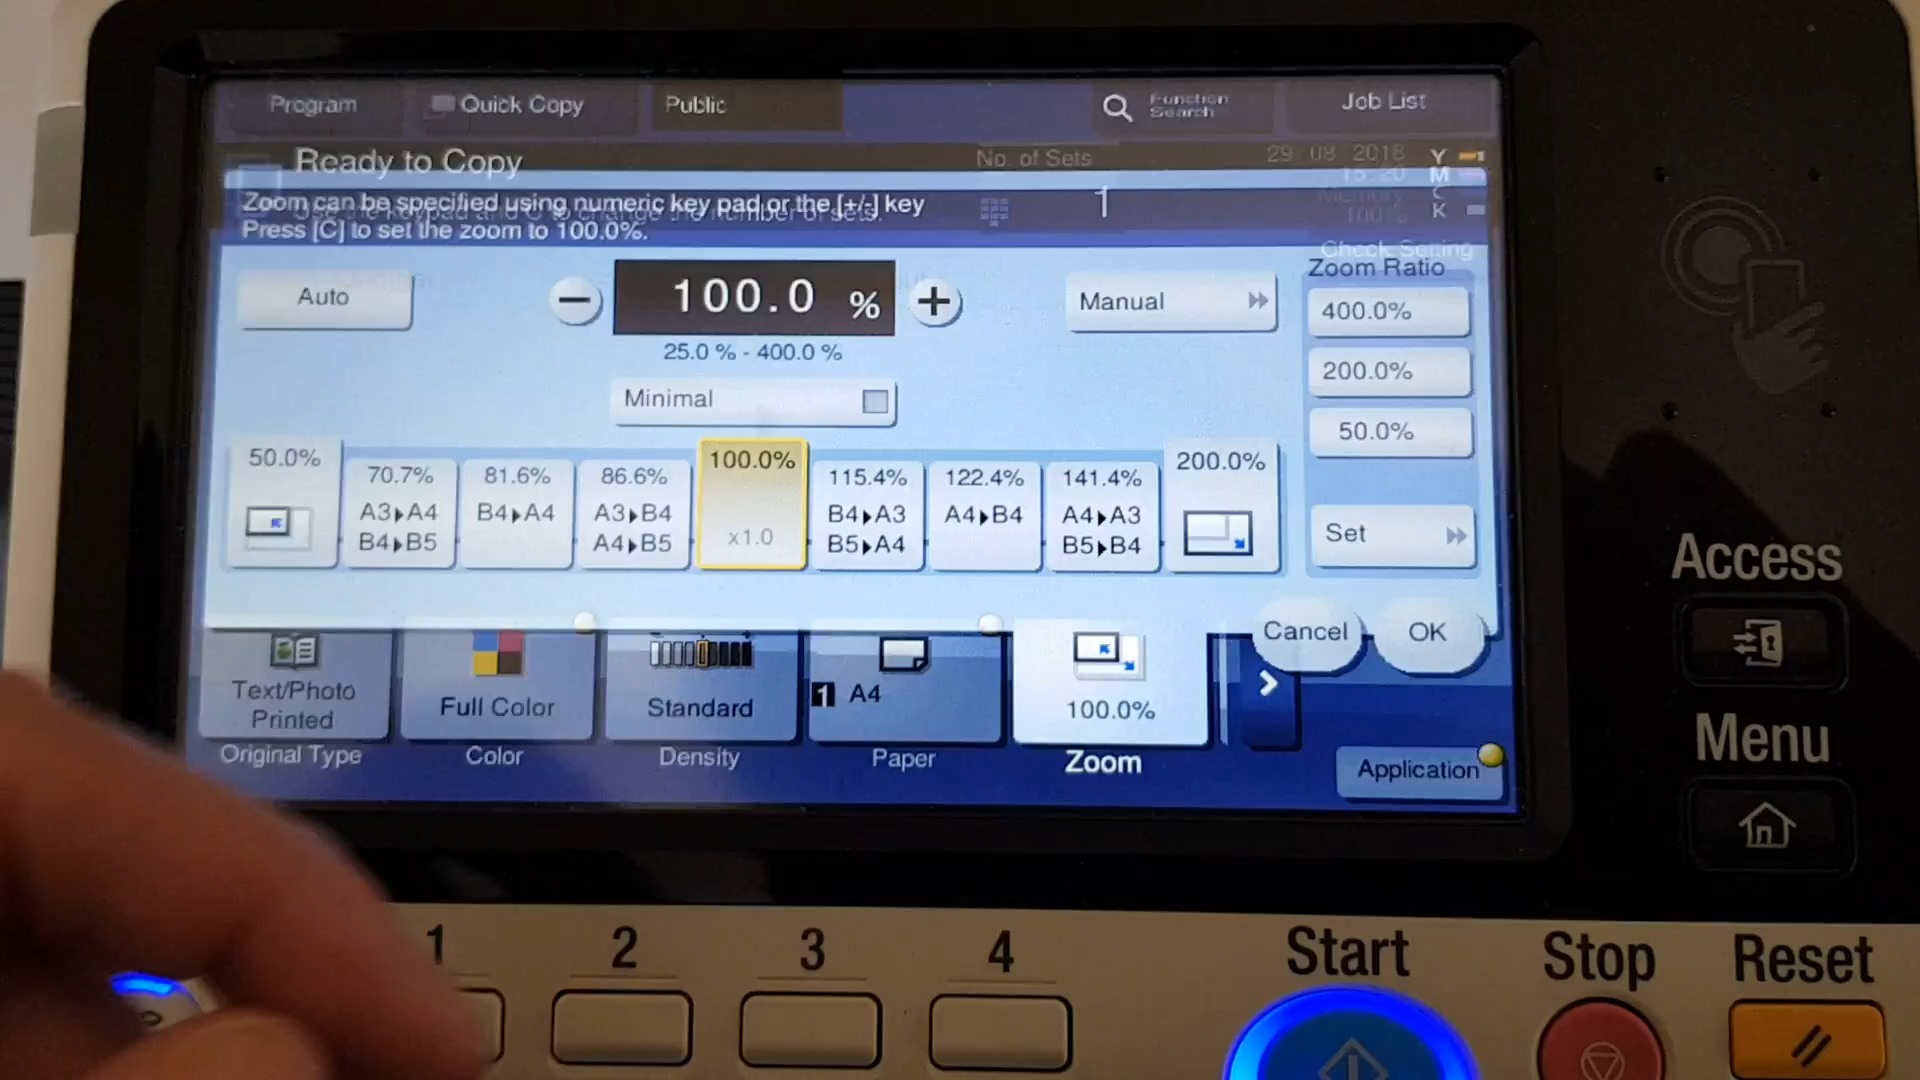 Program
Quick Copy
Public
Function Search
Job List
Ready to Copy
No. of Sets
29 08 2018
15:20
Y
M
C
K
Memory
100%
1
Zoom can be specified using numeric key pad or the [+/-] key
Press [C] to set the zoom to 100.0%.
Check Setting
Zoom Ratio
Auto
−
100.0 %
+
Manual
400.0%
25.0 % - 400.0 %
200.0%
Minimal
50.0%
50.0%
70.7%
A3▸A4
B4▸B5
81.6%
B4▸A4
86.6%
A3▸B4
A4▸B5
100.0%
x1.0
115.4%
B4▸A3
B5▸A4
122.4%
A4▸B4
141.4%
A4▸A3
B5▸B4
200.0%
Set
Cancel
OK
Text/Photo
Printed
Original Type
Full Color
Color
Standard
Density
1 A4
Paper
100.0%
Zoom
Application
Access
Menu
1
2
3
4
Start
Stop
Reset